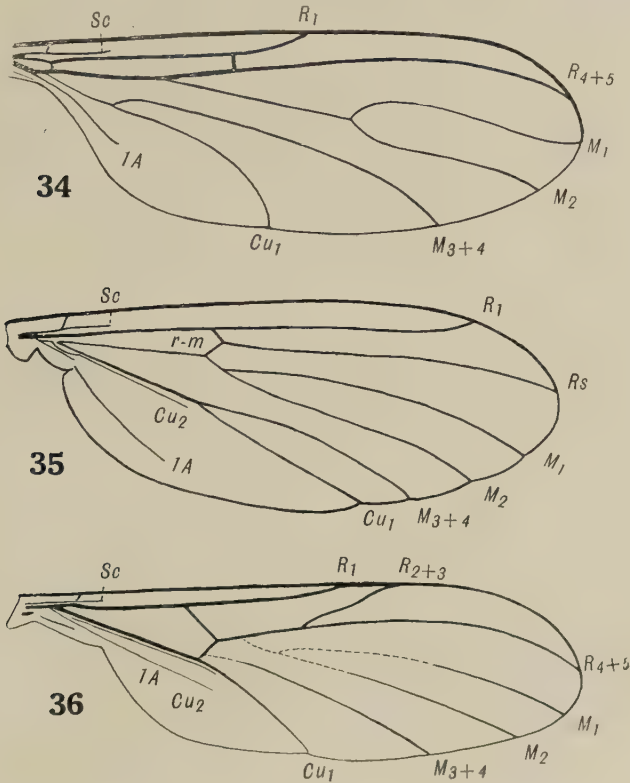 Sc R1
R4+5
M1
1A
34
M2
Cu1 M3+4
Sc R1
r-m
Rs
Cu2
1A
35
M1
M2
Cu1 M3+4
Sc R1 R2+3
R4+5
1A
Cu2
36
M1
M2
Cu1 M3+4